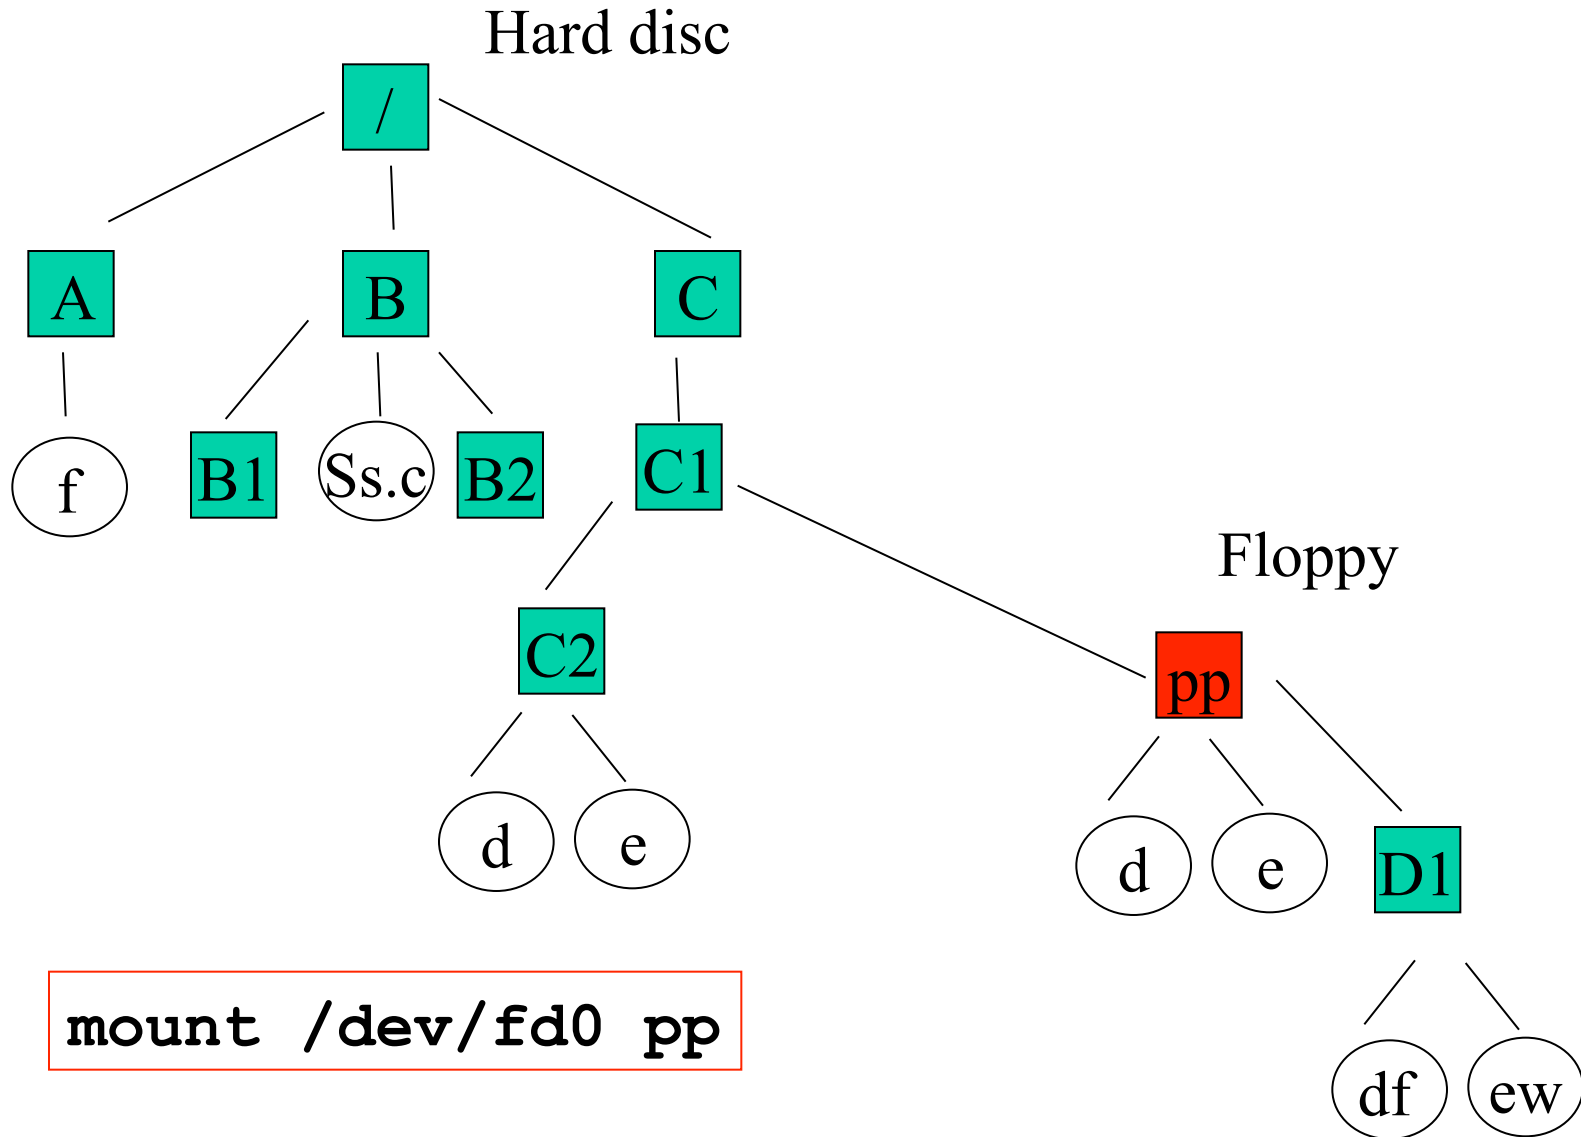 Hard disc
/
A
B
C
f
B1
Ss.c
B2
C1
Floppy
C2
pp
d
e
d
e
D1
mount /dev/fd0 pp
df
ew